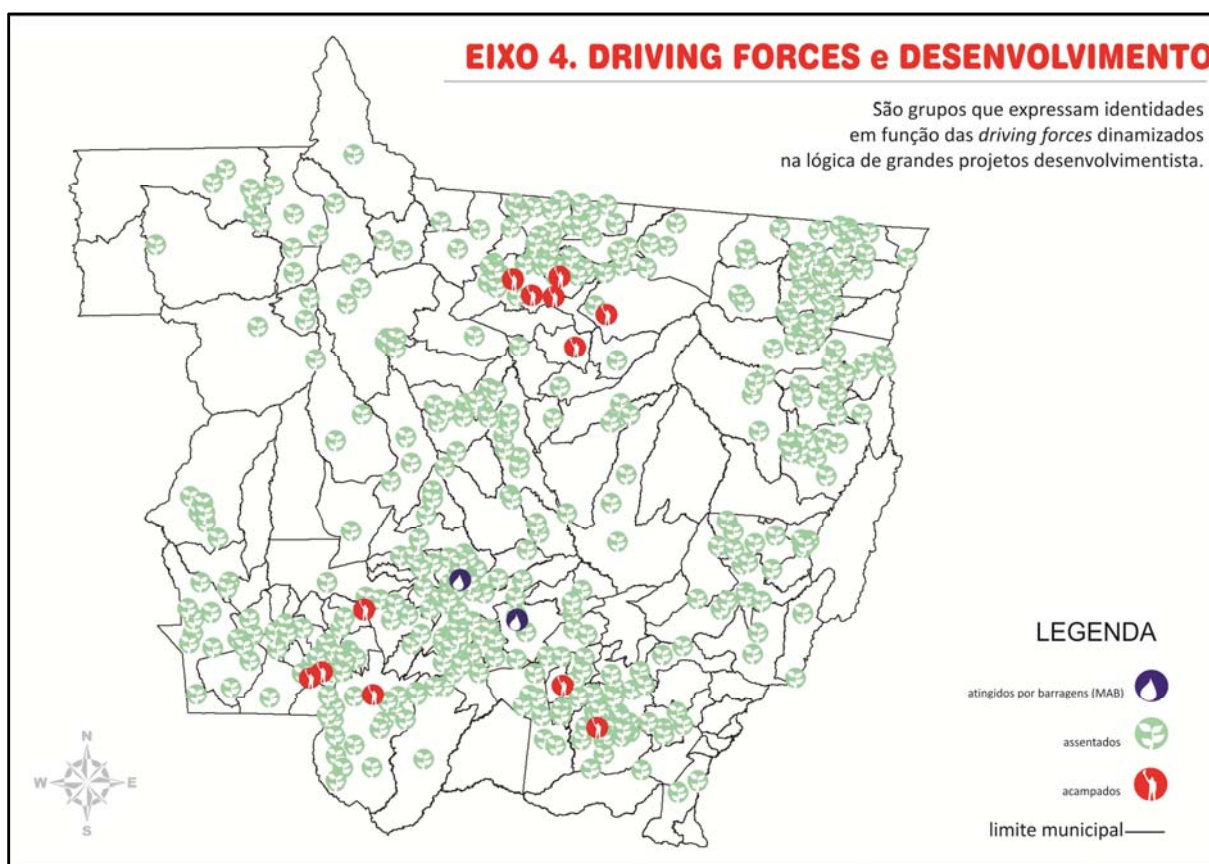 EIXO 4. DRIVING FORCES e DESENVOLVIMENTO
São grupos que expressam identidades
em função das driving forces dinamizados
na lógica de grandes projetos desenvolvimentista.
LEGENDA
atingidos por barragens (MAB)
assentados
acampados
limite municipal
N
W E
S